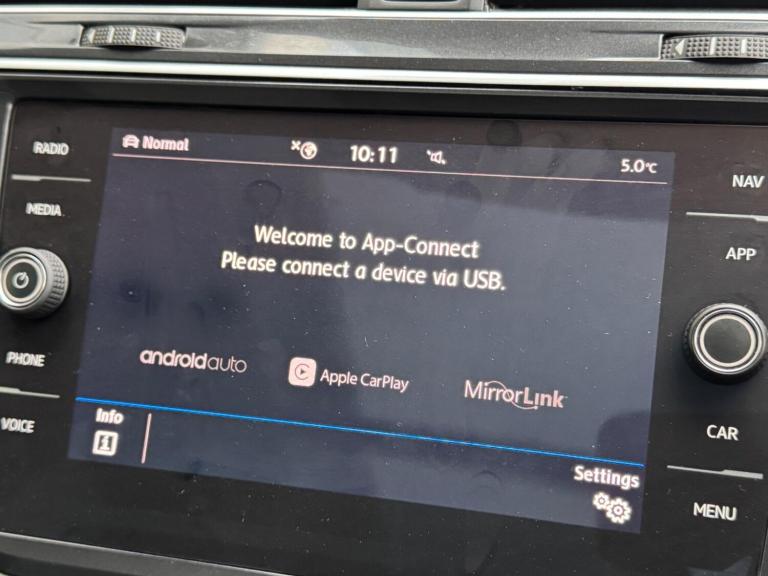 RADIO
MEDIA
PHONE
VOICE
Normal
10:11
5.0°C
Welcome to App-Connect
Please connect a device via USB.
androidauto
Apple CarPlay
MirrorLink
Info
Settings
NAV
APP
CAR
MENU